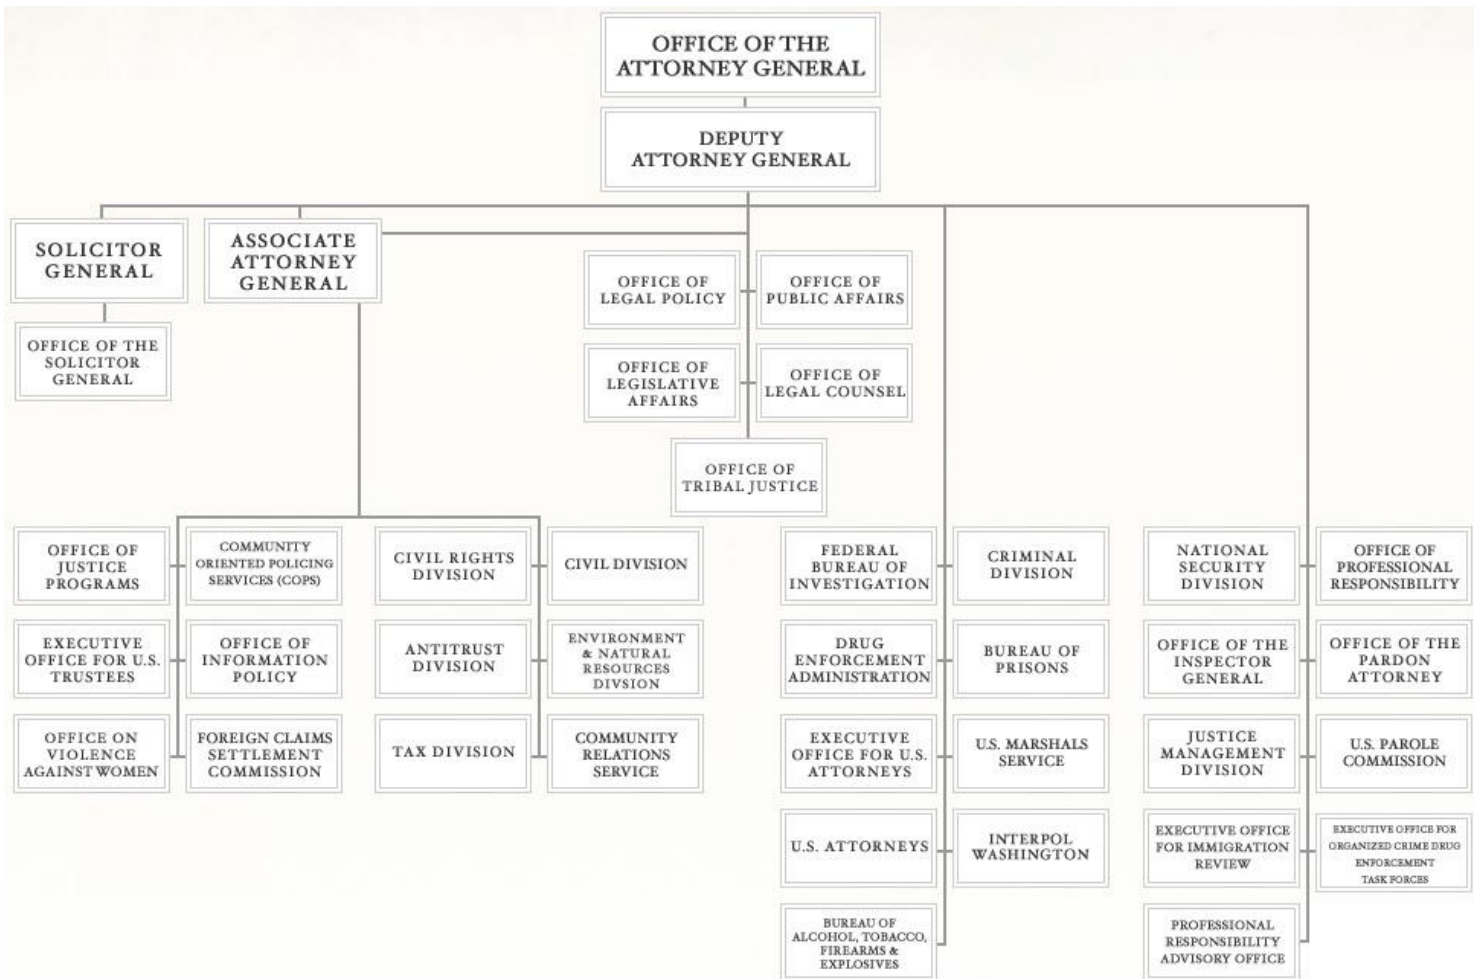 OFFICE OF THE
ATTORNEY GENERAL
DEPUTY
ATTORNEY GENERAL
SOLICITOR
GENERAL
ASSOCIATE
ATTORNEY
GENERAL
OFFICE OF THE
SOLICITOR
GENERAL
OFFICE OF
LEGAL POLICY
OFFICE OF
PUBLIC AFFAIRS
OFFICE OF
LEGISLATIVE
AFFAIRS
OFFICE OF
LEGAL COUNSEL
OFFICE OF
TRIBAL JUSTICE
OFFICE OF
JUSTICE
PROGRAMS
COMMUNITY
ORIENTED POLICING
SERVICES (COPS)
EXECUTIVE
OFFICE FOR U.S.
TRUSTEES
OFFICE OF
INFORMATION
POLICY
OFFICE ON
VIOLENCE
AGAINST WOMEN
FOREIGN CLAIMS
SETTLEMENT
COMMISSION
CIVIL RIGHTS
DIVISION
CIVIL DIVISION
ANTITRUST
DIVISION
ENVIRONMENT
& NATURAL
RESOURCES
DIVSION
TAX DIVISION
COMMUNITY
RELATIONS
SERVICE
FEDERAL
BUREAU OF
INVESTIGATION
CRIMINAL
DIVISION
DRUG
ENFORCEMENT
ADMINISTRATION
BUREAU OF
PRISONS
EXECUTIVE
OFFICE FOR U.S.
ATTORNEYS
U.S. MARSHALS
SERVICE
U.S. ATTORNEYS
INTERPOL
WASHINGTON
BUREAU OF
ALCOHOL, TOBACCO,
FIREARMS &
EXPLOSIVES
NATIONAL
SECURITY
DIVISION
OFFICE OF
PROFESSIONAL
RESPONSIBILITY
OFFICE OF THE
INSPECTOR
GENERAL
OFFICE OF THE
PARDON
ATTORNEY
JUSTICE
MANAGEMENT
DIVISION
U.S. PAROLE
COMMISSION
EXECUTIVE OFFICE
FOR IMMIGRATION
REVIEW
EXECUTIVE OFFICE FOR
ORGANIZED CRIME DRUG
ENFORCEMENT
TASK FORCES
PROFESSIONAL
RESPONSIBILITY
ADVISORY OFFICE